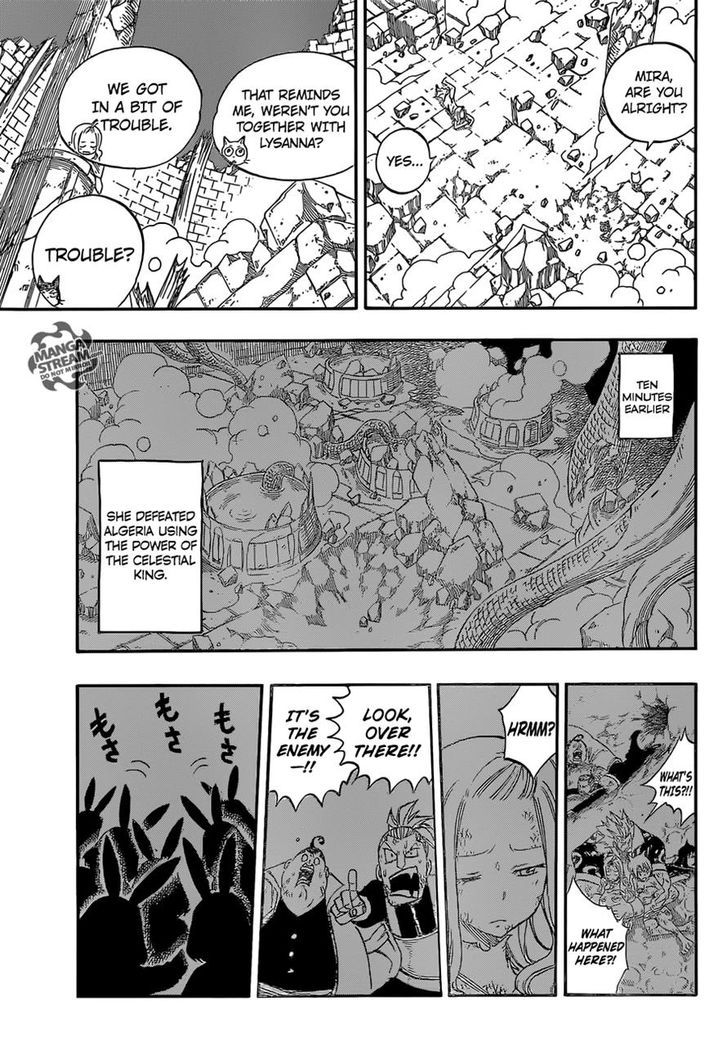 MIRA,
ARE YOU
ALRIGHT?
YES...
THAT REMINDS
ME, WEREN'T YOU
TOGETHER WITH
LYSANNA?
WE GOT
IN A BIT OF
TROUBLE.
TROUBLE?
MANGA
STREAM
DO NOT MIRROR
TEN
MINUTES
EARLIER
SHE DEFEATED
ALGERIA USING
THE POWER OF
THE CELESTIAL
KING.
WHAT'S
THIS?!!
WHAT
HAPPENED
HERE?!
HRMM?
LOOK,
OVER
THERE!!
IT'S
THE
ENEMY
—!!
もさ
もさ
もさ